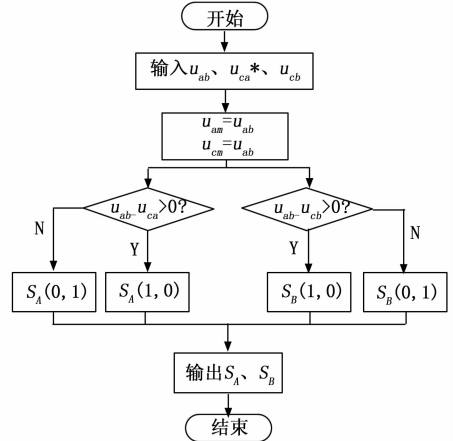 开始
输入u_ab、u_ca*、u_cb
u_am=u_ab
u_cm=u_ab
u_ab-u_ca>0?
u_ab-u_cb>0?
N
Y
Y
N
S_A(0,1)
S_A(1,0)
S_B(1,0)
S_B(0,1)
输出S_A、S_B
结束